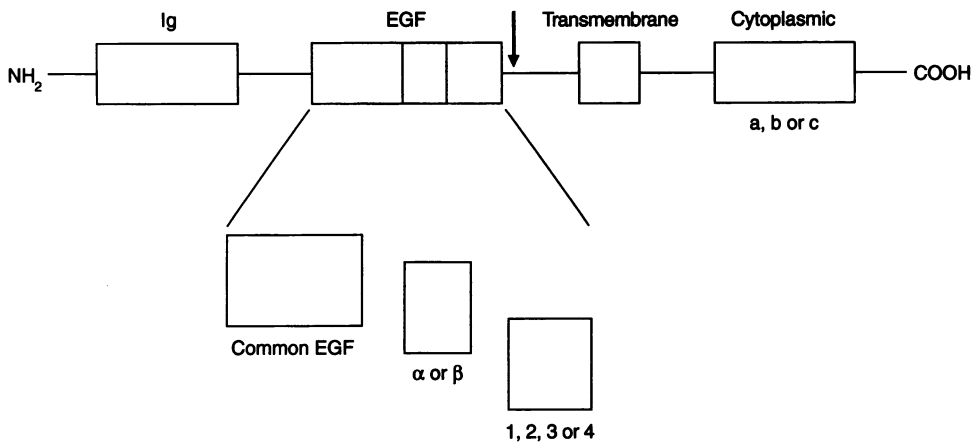 Ig
EGF
Transmembrane
Cytoplasmic
NH₂
COOH
a, b or c
Common EGF
α or β
1, 2, 3 or 4